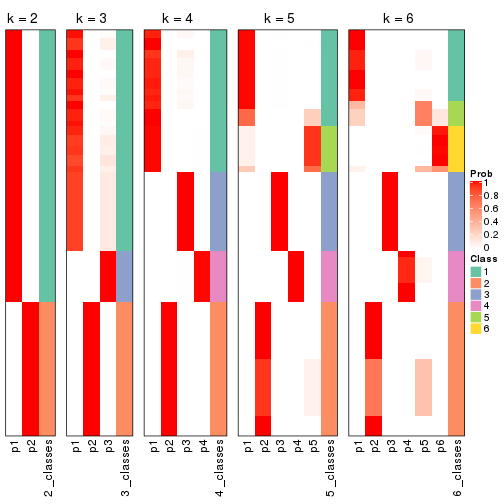 k = 2
k = 3
k = 4
k = 5
k = 6
p1
p2
2_classes
p1
p2
p3
3_classes
p1
p2
p3
p4
4_classes
p1
p2
p3
p4
p5
5_classes
p1
p2
p3
p4
p5
p6
6_classes
Prob
1
0.8
0.6
0.4
0.2
0
Class
1
2
3
4
5
6